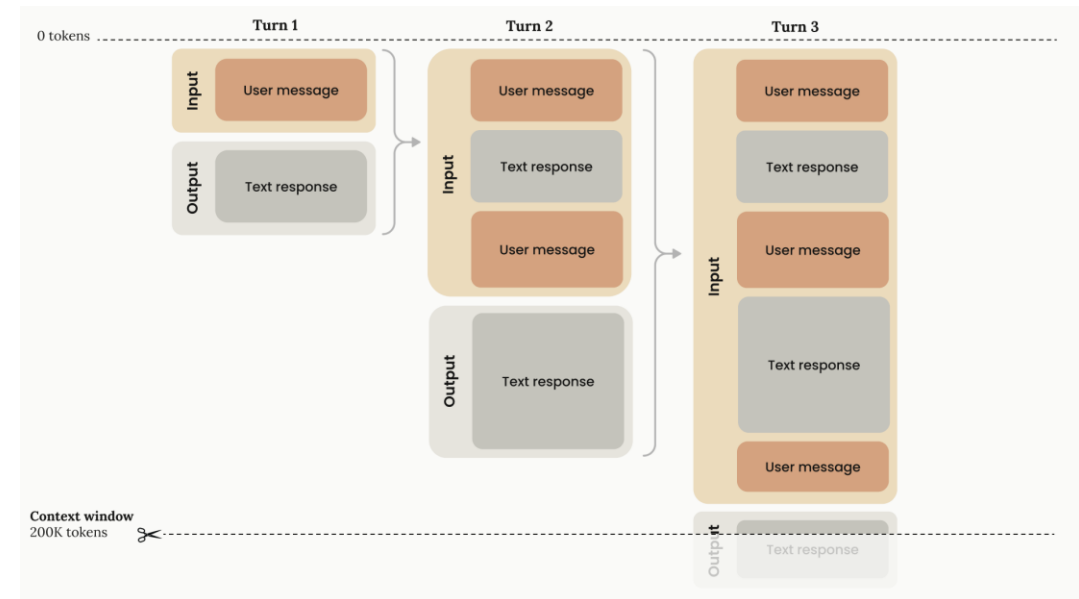 Turn 1
Turn 2
Turn 3
0 tokens
Input
User message
Output
Text response
Input
User message
Text response
User message
Output
Text response
Input
User message
Text response
User message
Text response
User message
Output
Text response
Context window
200K tokens